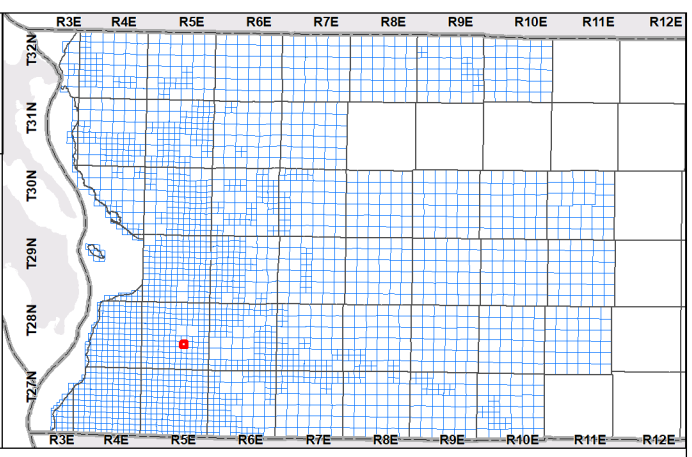 R3E R4E R5E R6E R7E R8E R9E R10E R11E R12E
T32N
T31N
T30N
T29N
T28N
T27N
R3E R4E R5E R6E R7E R8E R9E R10E R11E R12E